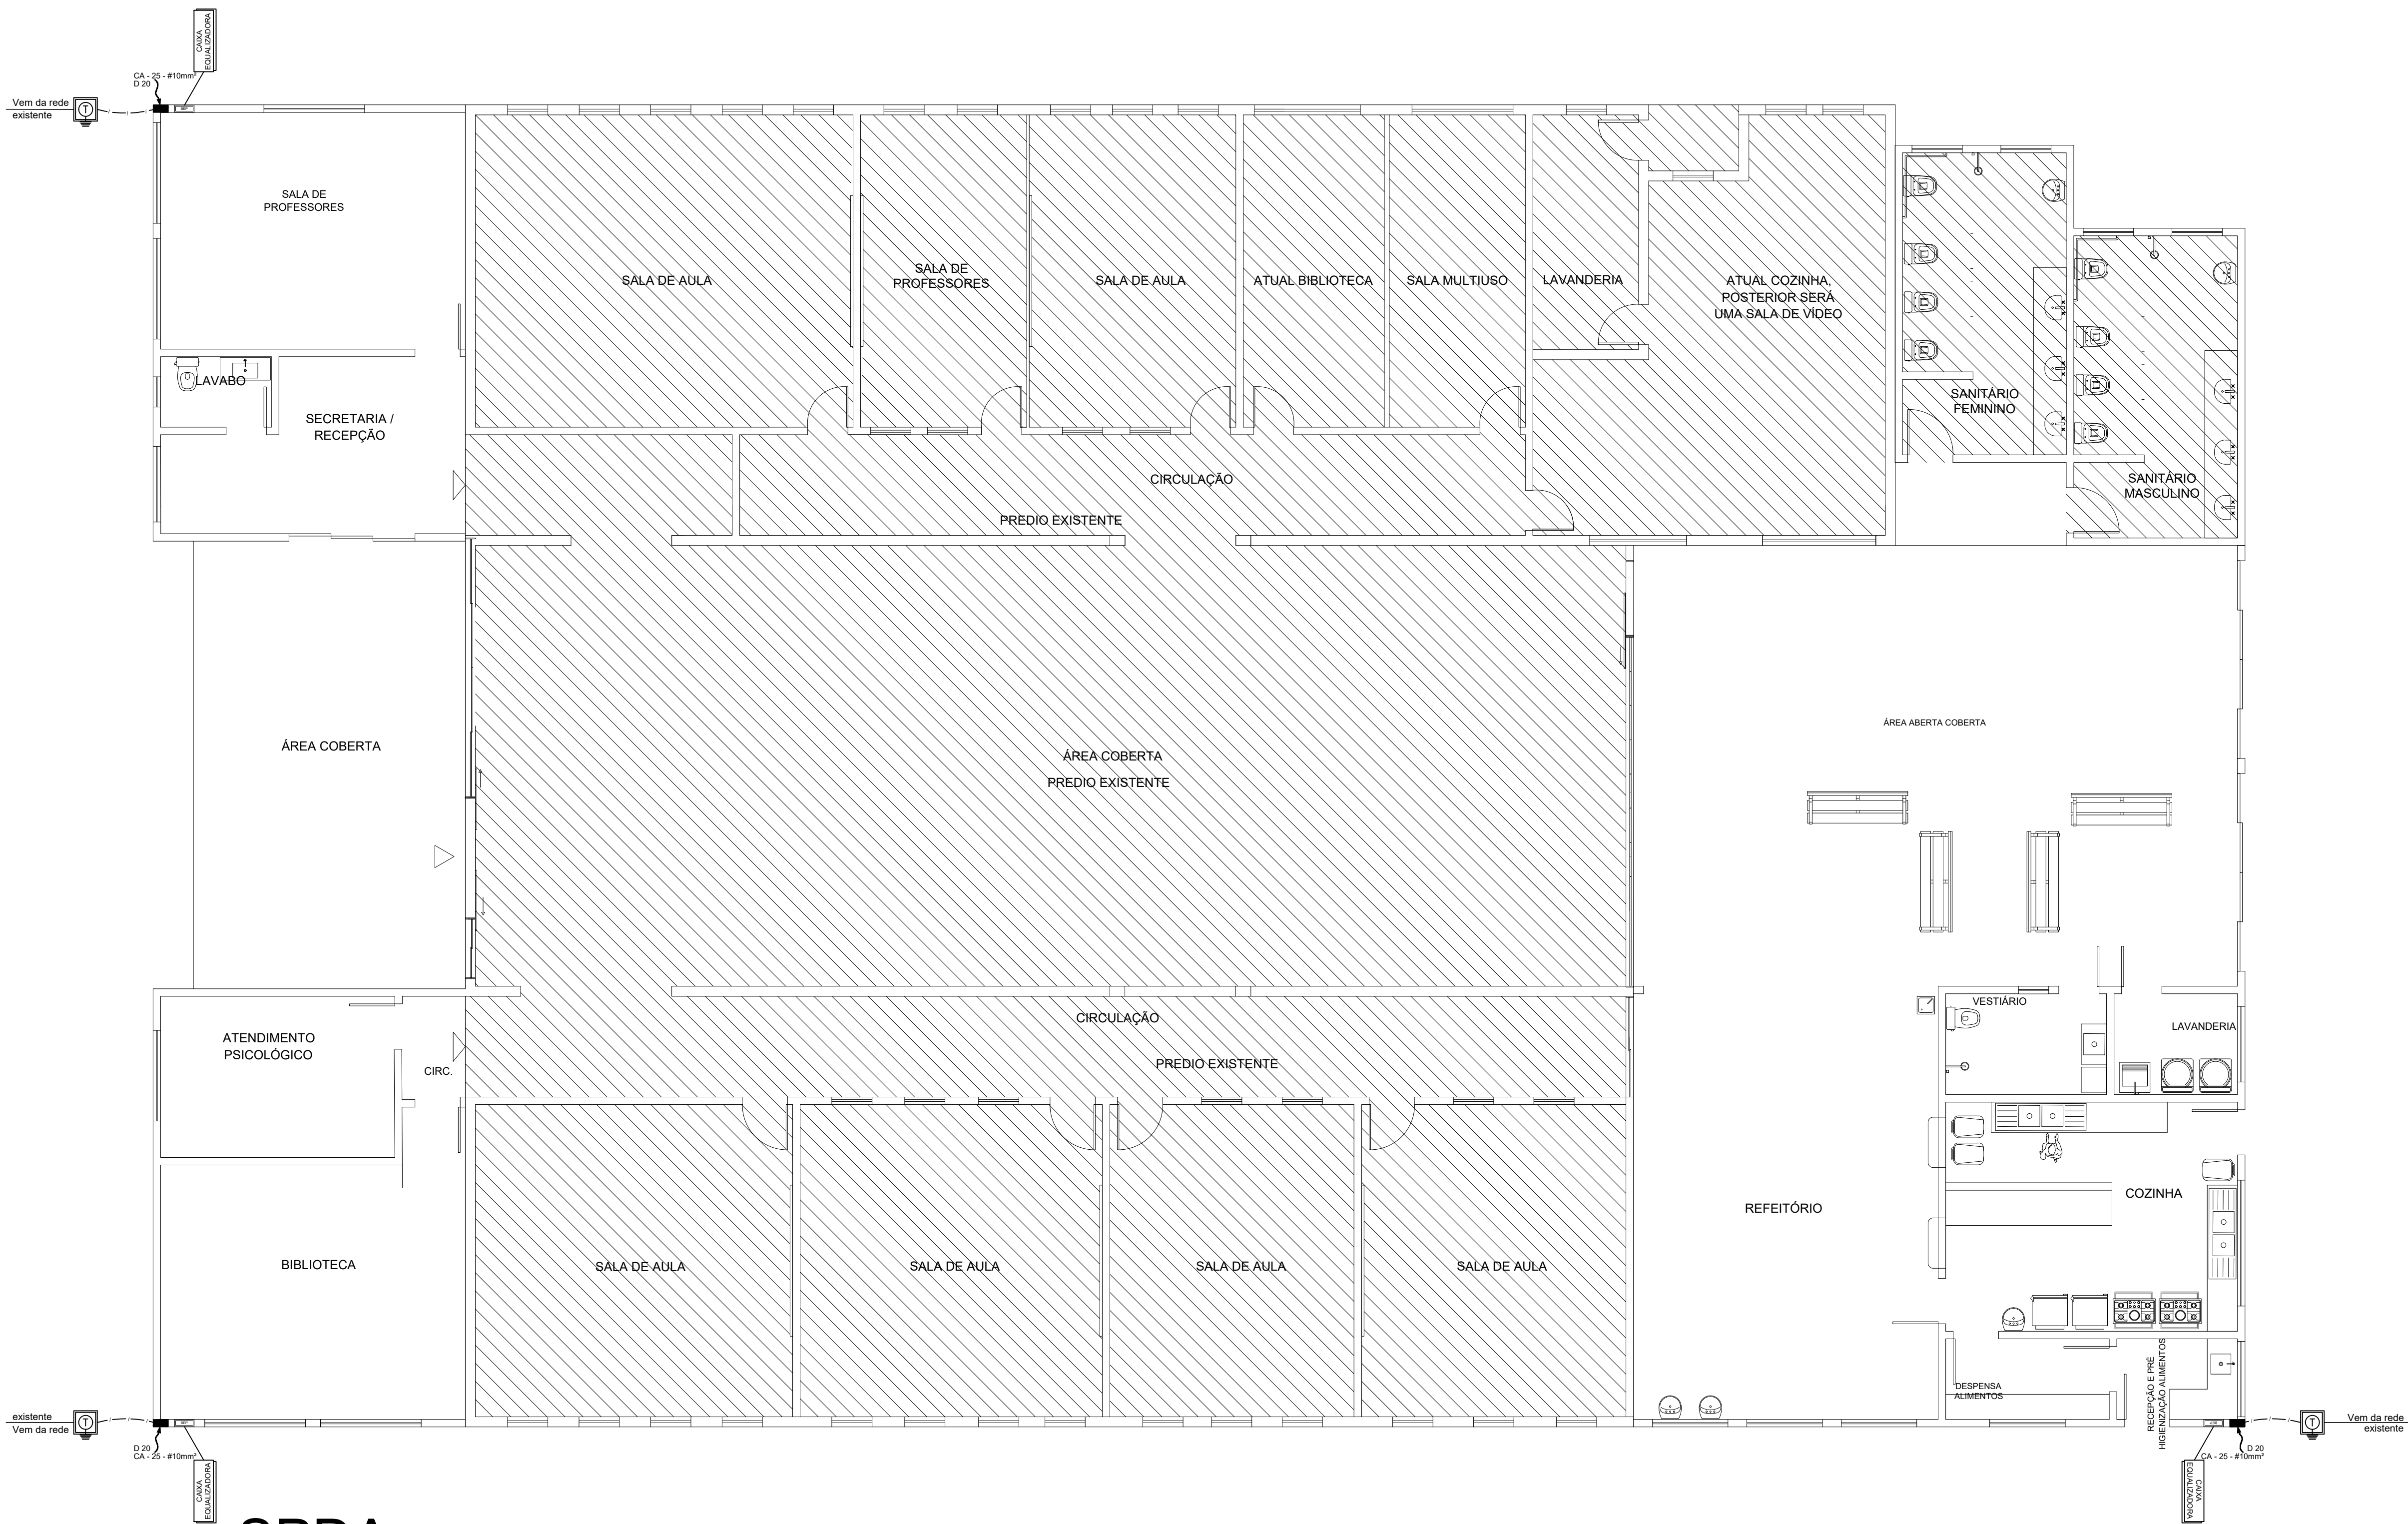 CAIXA
EQUALIZADORA
CA - 25 - #10mm²
D 20
Vem da rede
existente
T
SALA DE
PROFESSORES
SALA DE AULA
SALA DE
PROFESSORES
SALA DE AULA
ATUAL BIBLIOTECA
SALA MULTIUSO
LAVANDERIA
ATUAL COZINHA,
POSTERIOR SERÁ
UMA SALA DE VÍDEO
LAVABO
SECRETARIA /
RECEPÇÃO
SANITÁRIO
FEMININO
SANITÁRIO
MASCULINO
CIRCULAÇÃO
PREDIO EXISTENTE
ÁREA COBERTA
ÁREA COBERTA
PREDIO EXISTENTE
ÁREA ABERTA COBERTA
VESTIÁRIO
LAVANDERIA
CIRCULAÇÃO
PREDIO EXISTENTE
ATENDIMENTO
PSICOLÓGICO
CIRC.
COZINHA
REFEITÓRIO
BIBLIOTECA
SALA DE AULA
SALA DE AULA
SALA DE AULA
SALA DE AULA
DESPENSA
ALIMENTOS
RECEPÇÃO E PRÉ
HIGIENIZAÇÃO ALIMENTOS
existente
Vem da rede
T
D 20
CA - 25 - #10mm²
CAIXA
EQUALIZADORA
T
Vem da rede
existente
D 20
CA - 25 - #10mm²
CAIXA
EQUALIZADORA